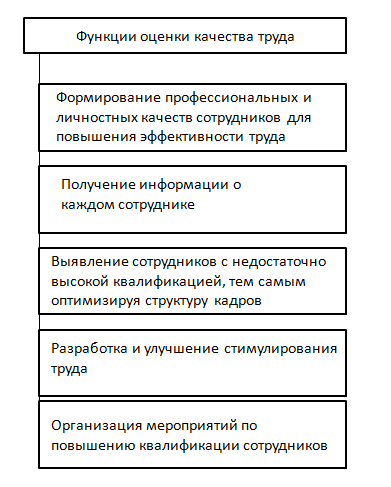 Функции оценки качества труда
Формирование профессиональных и
личностных качеств сотрудников для
повышения эффективности труда
Получение информации о
каждом сотруднике
Выявление сотрудников с недостаточно
высокой квалификацией, тем самым
оптимизируя структуру кадров
Разработка и улучшение стимулирования
труда
Организация мероприятий по
повышению квалификации сотрудников